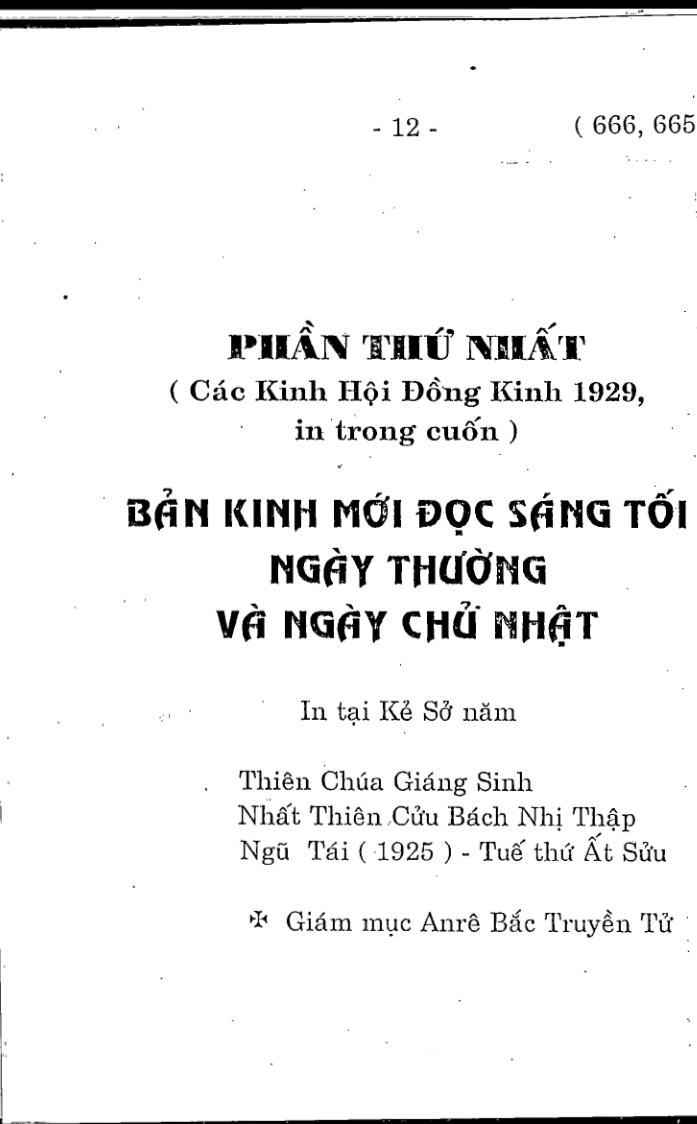 - 12 - ( 666, 665
PHẦN THỨ NHẤT
( Các Kinh Hội Đồng Kinh 1929,
in trong cuốn )
BẢN KINH MỚI ĐỌC SÁNG TỐI
NGÀY THƯỜNG
VÀ NGÀY CHỦ NHẬT
In tại Kẻ Sở năm
Thiên Chúa Giáng Sinh
Nhất Thiên Cửu Bách Nhị Thập
Ngũ Tái ( 1925 ) - Tuế thứ Ất Sửu
✠ Giám mục Anrê Bắc Truyền Tử